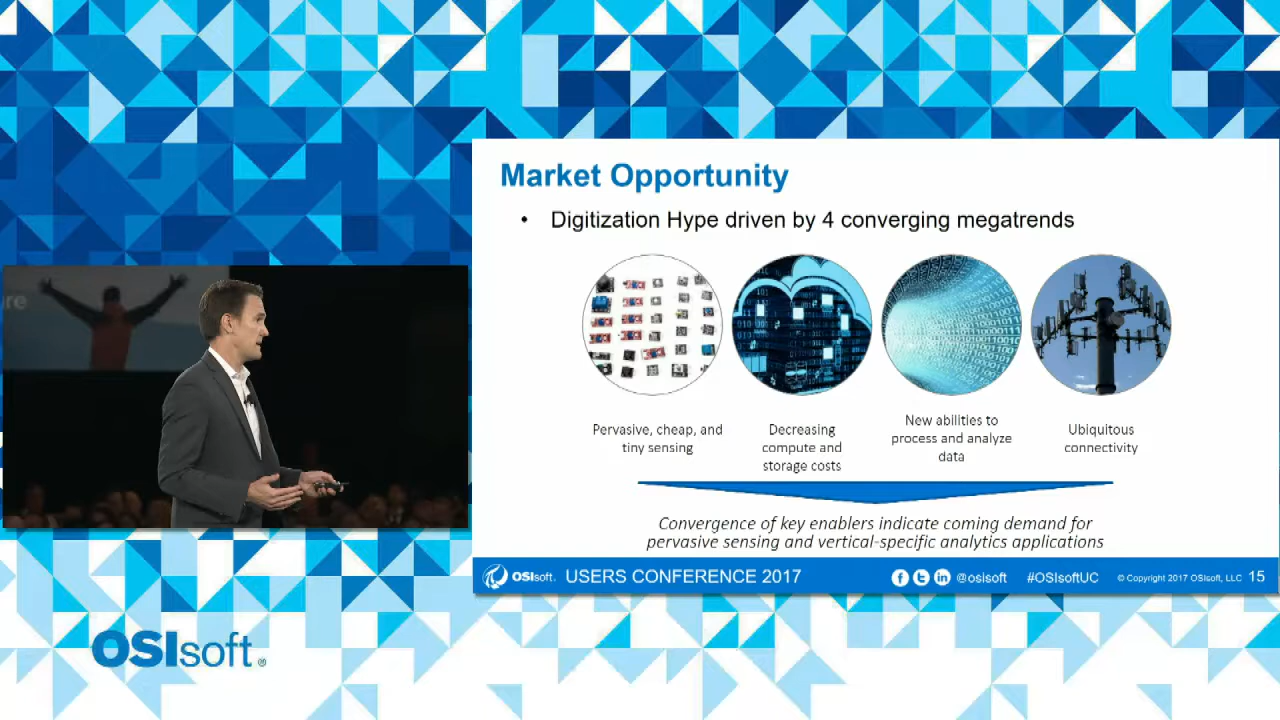 Market Opportunity
• Digitization Hype driven by 4 converging megatrends
Pervasive, cheap, and
tiny sensing
Decreasing
compute and
storage costs
New abilities to
process and analyze
data
Ubiquitous
connectivity
Convergence of key enablers indicate coming demand for
pervasive sensing and vertical-specific analytics applications
OSIsoft. USERS CONFERENCE 2017
@osisoft #OSIsoftUC © Copyright 2017 OSIsoft, LLC 15
OSIsoft®